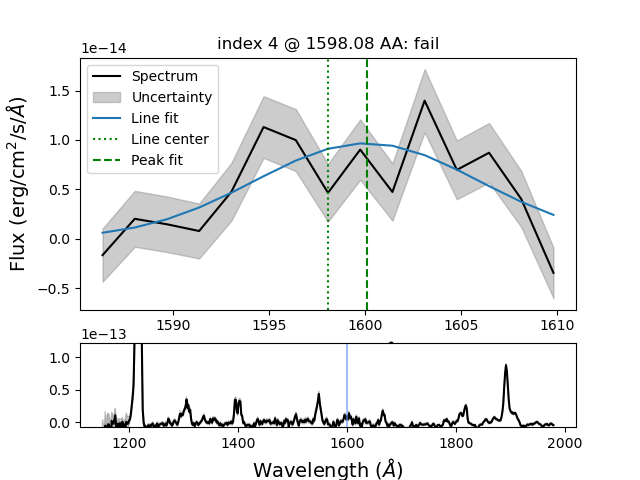 index 4 @ 1598.08 AA: fail
1e−14
Spectrum
Uncertainty
Line fit
Line center
Peak fit
Flux (erg/cm²/s/Å)
1.5
1.0
0.5
0.0
−0.5
1590 1595 1600 1605 1610
1e−13
1.0
0.5
0.0
1200 1400 1600 1800 2000
Wavelength (Å)